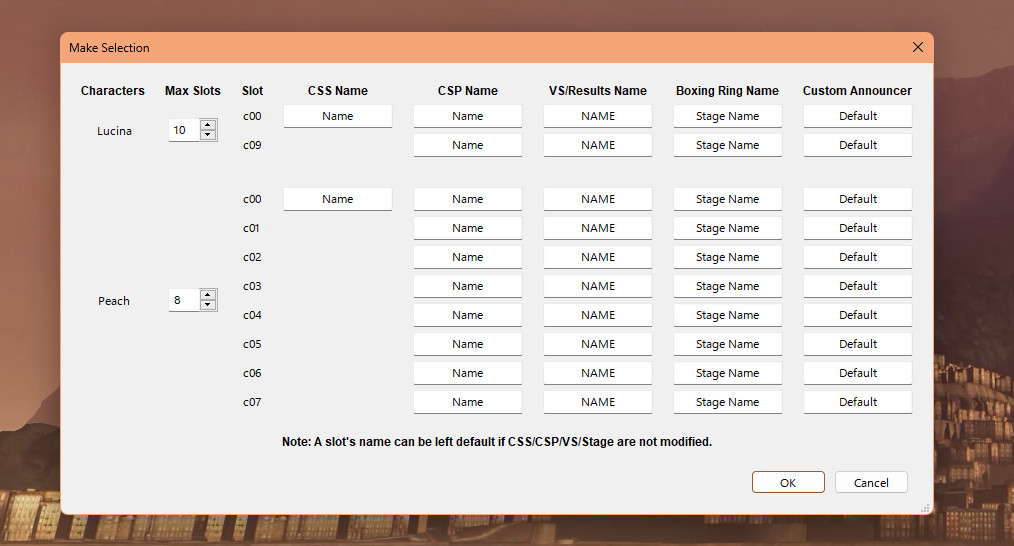 Make Selection
Characters Max Slots Slot CSS Name CSP Name VS/Results Name Boxing Ring Name Custom Announcer
c00 Name Name NAME Stage Name Default
Lucina 10
c09 Name NAME Stage Name Default
c00 Name Name NAME Stage Name Default
c01 Name NAME Stage Name Default
c02 Name NAME Stage Name Default
c03 Name NAME Stage Name Default
Peach 8
c04 Name NAME Stage Name Default
c05 Name NAME Stage Name Default
c06 Name NAME Stage Name Default
c07 Name NAME Stage Name Default
Note: A slot's name can be left default if CSS/CSP/VS/Stage are not modified.
OK Cancel